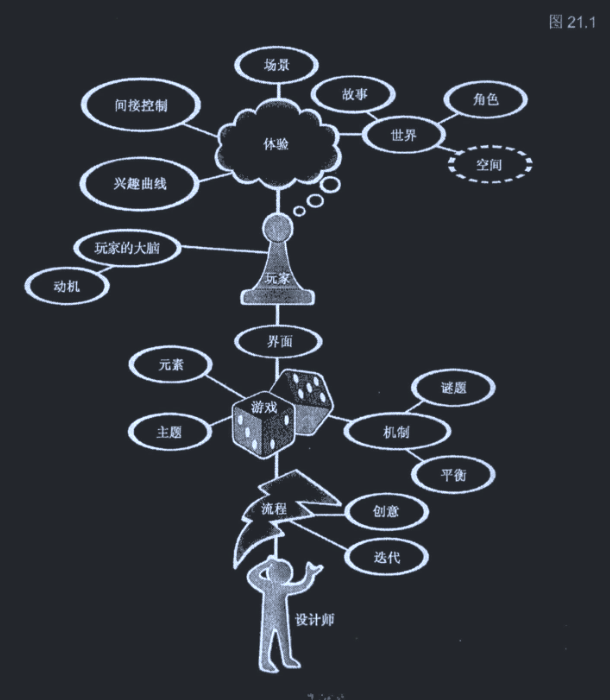 图 21.1
场景
故事
角色
间接控制
世界
体验
空间
兴趣曲线
玩家的大脑
动机
玩家
界面
元素
谜题
游戏
主题
机制
平衡
流程
创意
迭代
设计师